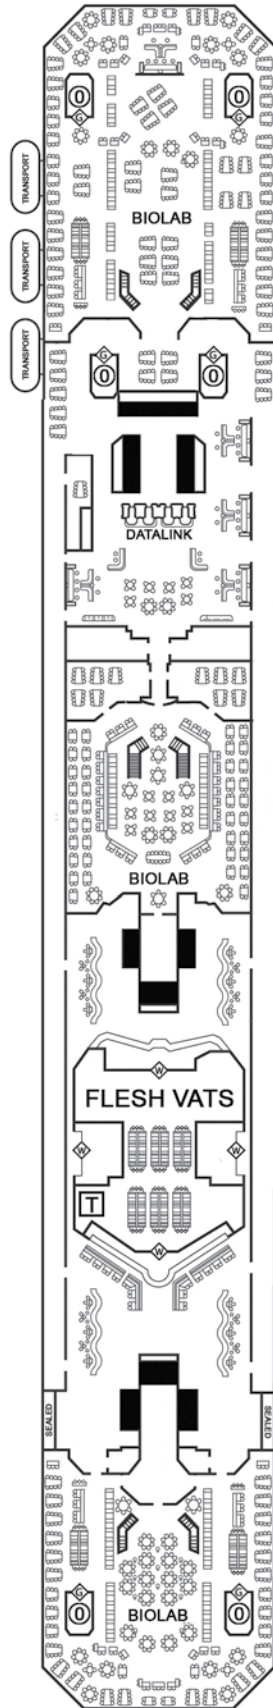 O
O
G
G
TRANSPORT
BIOLAB
TRANSPORT
TRANSPORT
G
G
O
O
DATALINK
BIOLAB
W
FLESH VATS
W
W
T
W
SEALED
SEALED
G
G
O
BIOLAB
O